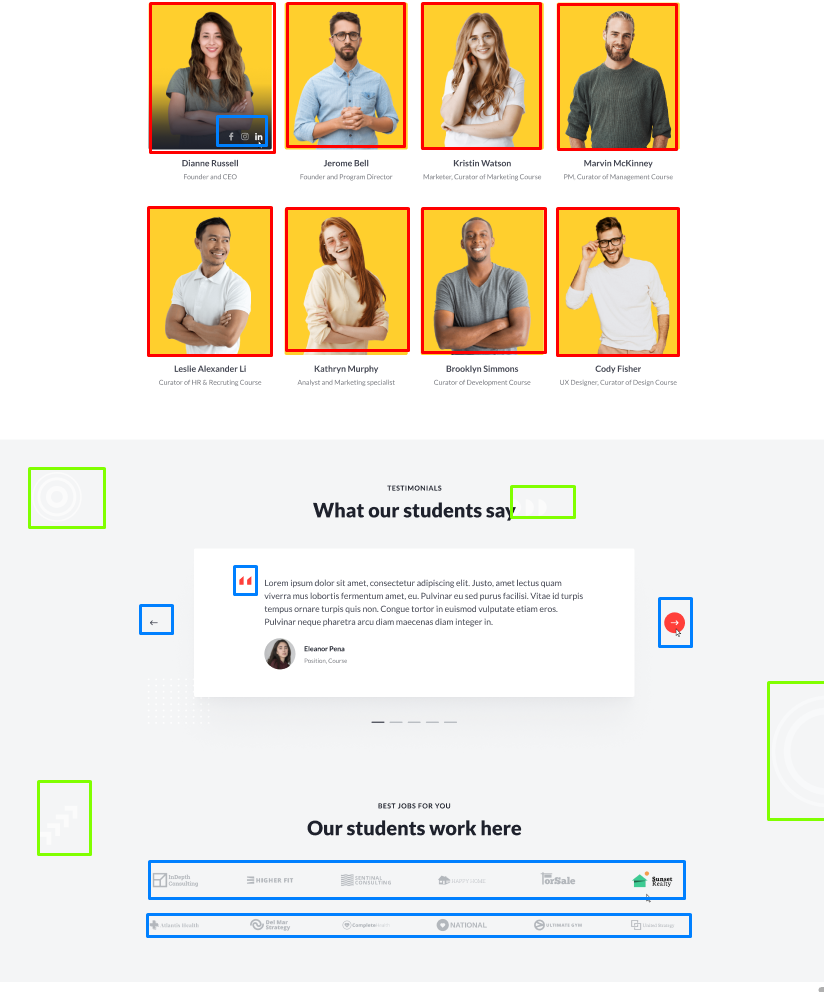 Dianne Russell
Founder and CEO
Jerome Bell
Founder and Program Director
Kristin Watson
Marketer, Curator of Marketing Course
Marvin McKinney
PM, Curator of Management Course
Leslie Alexander Li
Curator of HR & Recruting Course
Kathryn Murphy
Analyst and Marketing specialist
Brooklyn Simmons
Curator of Development Course
Cody Fisher
UX Designer, Curator of Design Course
TESTIMONIALS
What our students say
Lorem ipsum dolor sit amet, consectetur adipiscing elit. Justo, amet lectus quam
viverra mus lobortis fermentum amet, eu. Pulvinar eu sed purus facilisi. Vitae id turpis
tempus ornare turpis quis non. Congue tortor in euismod vulputate etiam eros.
Pulvinar neque pharetra arcu diam maecenas diam integer in.
Eleanor Pena
Position, Course
BEST JOBS FOR YOU
Our students work here
InDepth
Consulting
HIGHER FIT
SENTINAL
CONSULTING
HAPPY HOME
ForSale
Sunset
Realty
Atlantis Health
Del Mar
Strategy
Complete
NATIONAL
ULTIMATE GYM
United Strategy